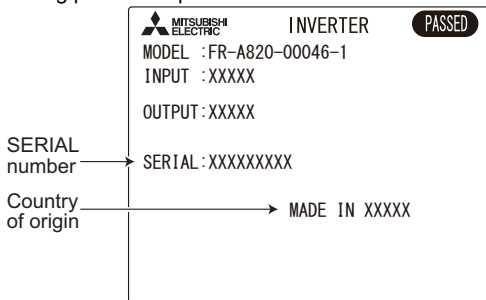 MITSUBISHI ELECTRIC INVERTER PASSED
MODEL :FR-A820-00046-1
INPUT :XXXXX
OUTPUT:XXXXX
SERIAL number
SERIAL:XXXXXXXXX
Country of origin
MADE IN XXXXX